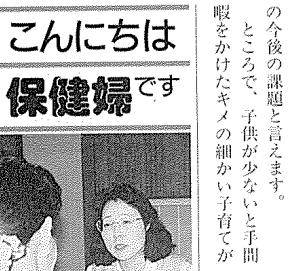 こんにちは
保健婦です
の今後の課題と言えます。
ところで、子供が少ないと手間
暇をかけたキメの細かい子育てが